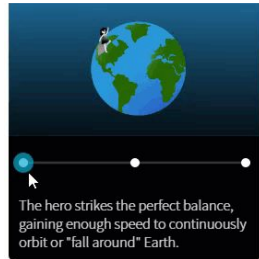 The hero strikes the perfect balance,
gaining enough speed to continuously
orbit or "fall around" Earth.